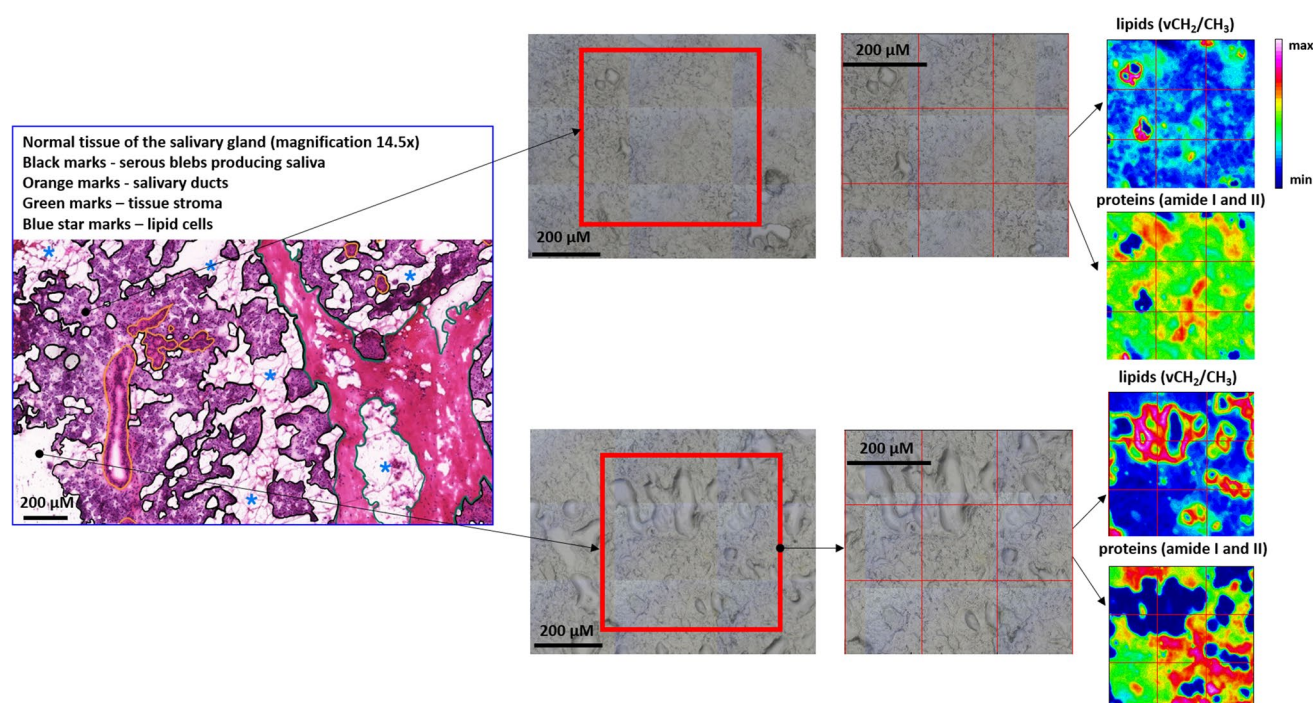 Normal tissue of the salivary gland (magnification 14.5x)
Black marks - serous blebs producing saliva
Orange marks - salivary ducts
Green marks – tissue stroma
Blue star marks – lipid cells
200 µM
200 µM
200 µM
lipids (vCH₂/CH₃)
max
min
proteins (amide I and II)
200 µM
200 µM
lipids (vCH₂/CH₃)
proteins (amide I and II)